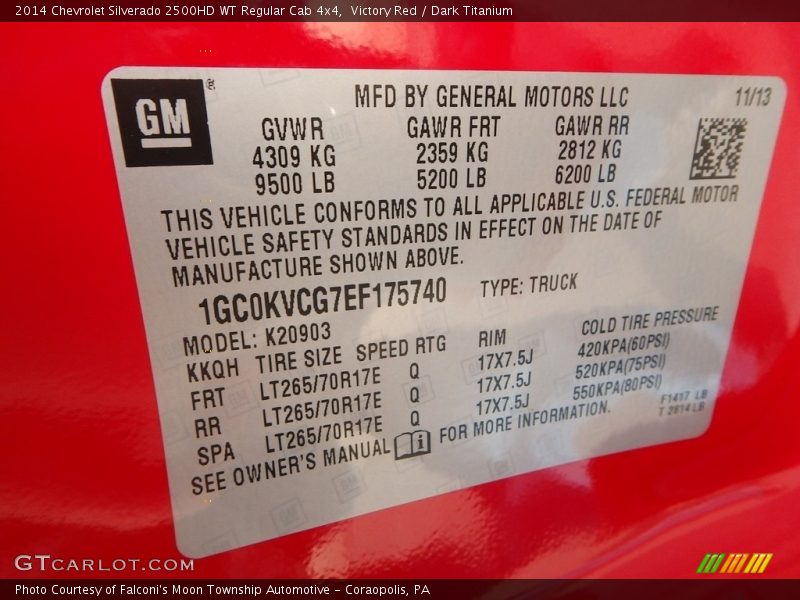 2014 Chevrolet Silverado 2500HD WT Regular Cab 4x4, Victory Red / Dark Titanium
GM ®
MFD BY GENERAL MOTORS LLC 11/13
GVWR GAWR FRT GAWR RR
4309 KG 2359 KG 2812 KG
9500 LB 5200 LB 6200 LB
THIS VEHICLE CONFORMS TO ALL APPLICABLE U.S. FEDERAL MOTOR
VEHICLE SAFETY STANDARDS IN EFFECT ON THE DATE OF
MANUFACTURE SHOWN ABOVE.
1GC0KVCG7EF175740 TYPE: TRUCK
MODEL: K20903
KKQH TIRE SIZE SPEED RTG RIM COLD TIRE PRESSURE
FRT LT265/70R17E Q 17X7.5J 420KPA(60PSI)
RR LT265/70R17E Q 17X7.5J 520KPA(75PSI)
SPA LT265/70R17E Q 17X7.5J 550KPA(80PSI)
SEE OWNER'S MANUAL FOR MORE INFORMATION.
F1417 LB
T 2814 LB
GTCARLOT.COM
Photo Courtesy of Falconi's Moon Township Automotive - Coraopolis, PA